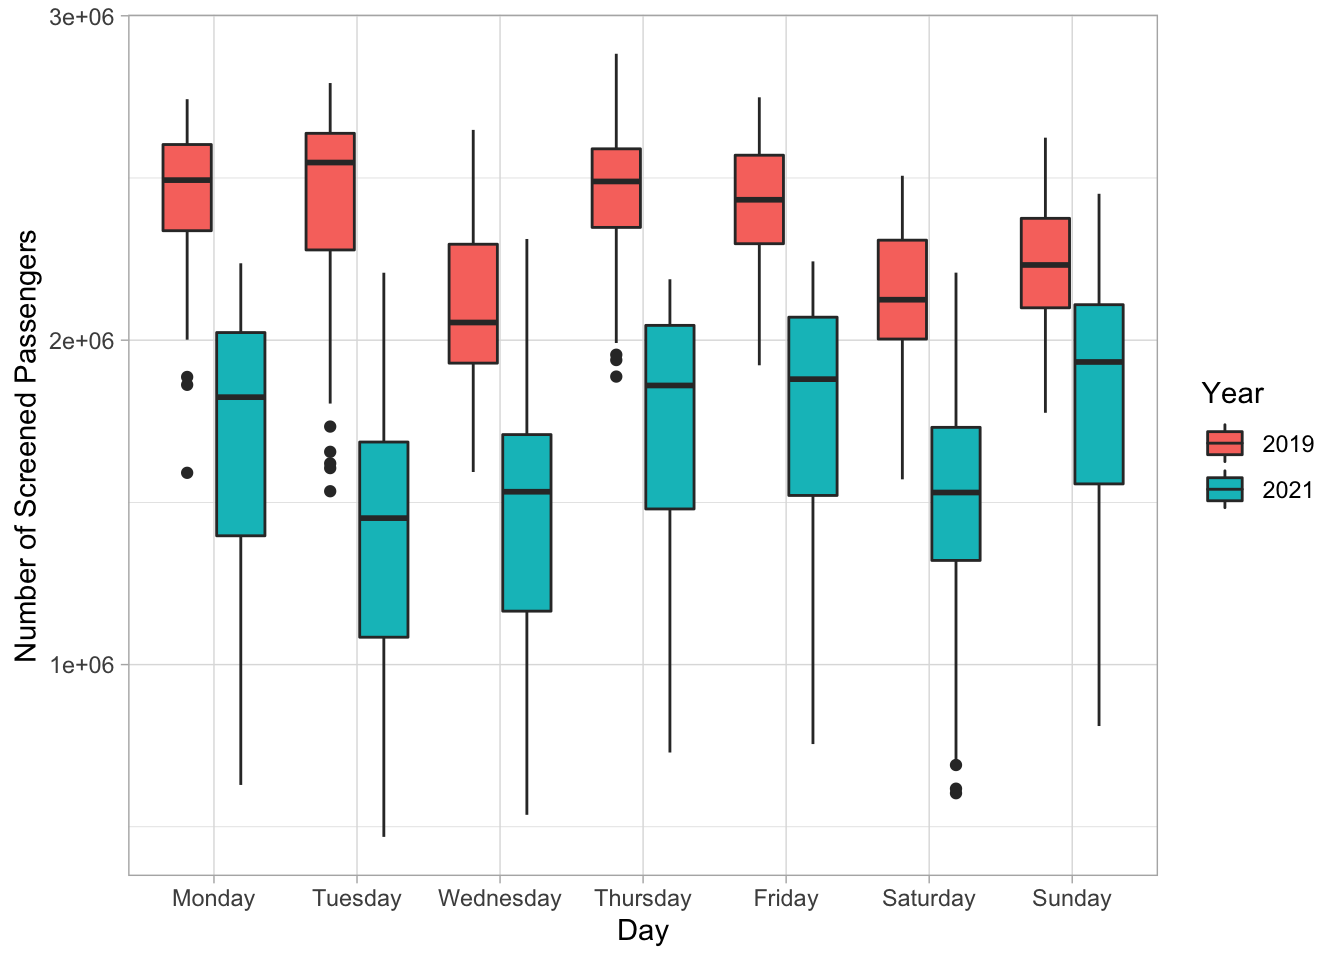 3e+06
2e+06
1e+06
Number of Screened Passengers
Monday Tuesday Wednesday Thursday Friday Saturday Sunday
Day
Year
2019
2021